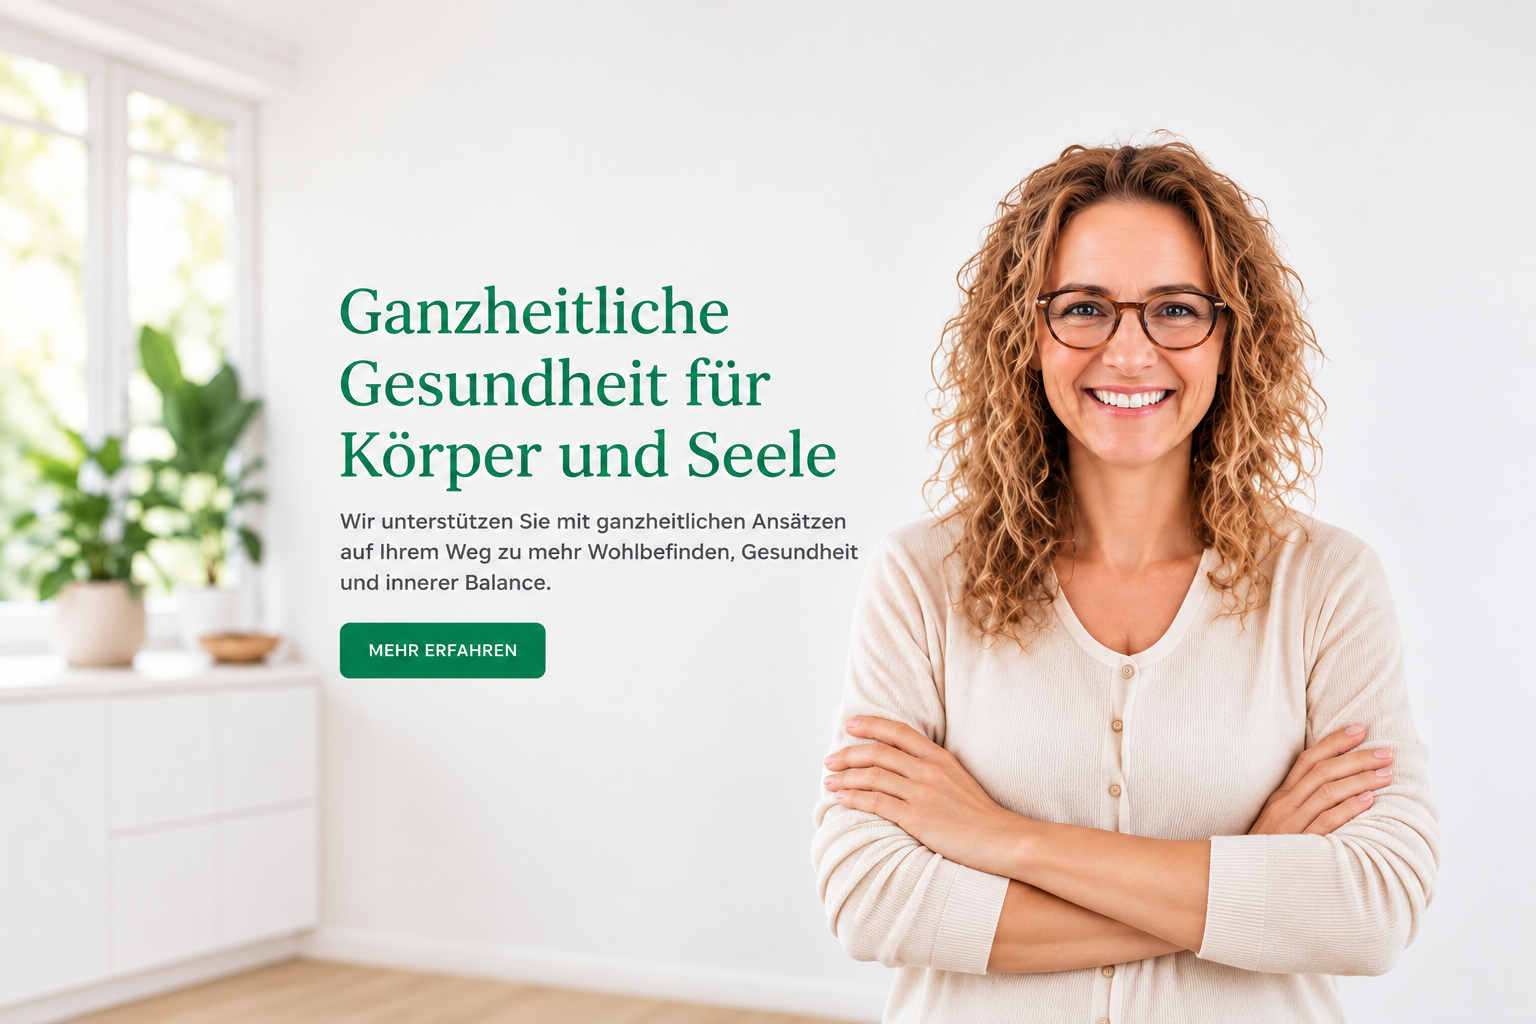 Ganzheitliche
Gesundheit für
Körper und Seele
Wir unterstützen Sie mit ganzheitlichen Ansätzen
auf Ihrem Weg zu mehr Wohlbefinden, Gesundheit
und innerer Balance.
MEHR ERFAHREN